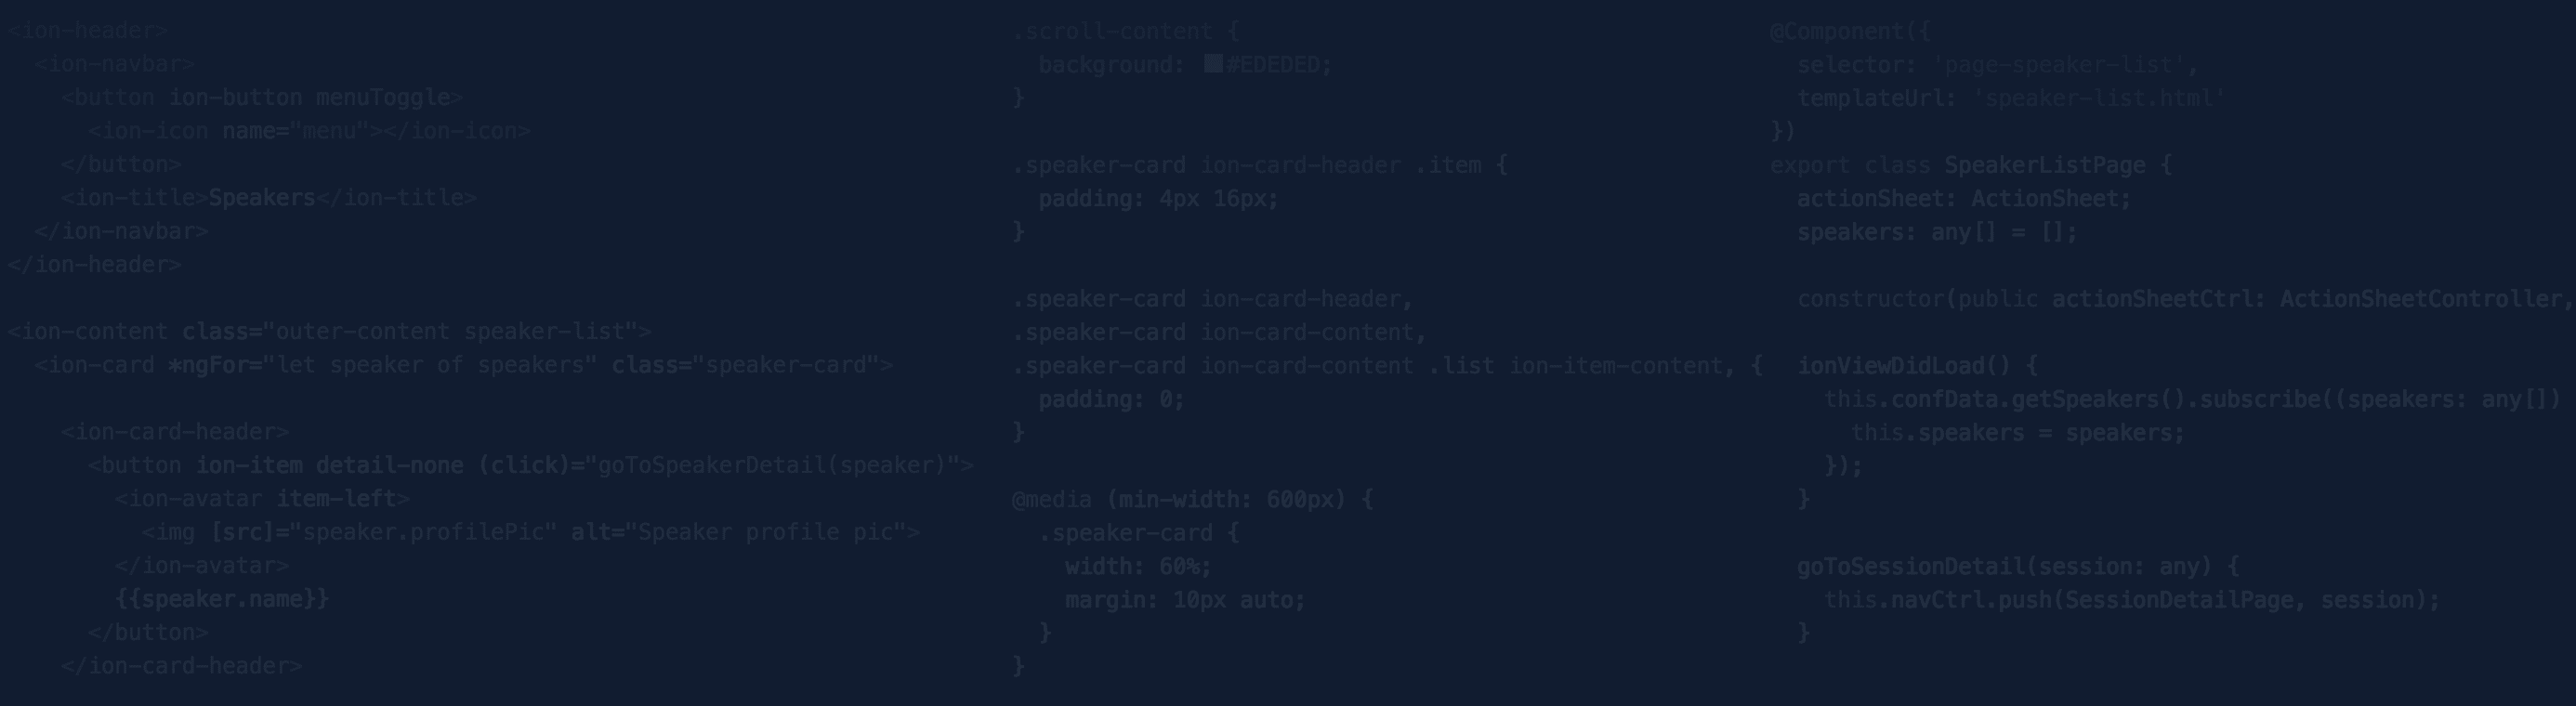 <ion-header>
  <ion-navbar>
    <button ion-button menuToggle>
      <ion-icon name="menu"></ion-icon>
    </button>
    <ion-title>Speakers</ion-title>
  </ion-navbar>
</ion-header>

<ion-content class="outer-content speaker-list">
  <ion-card *ngFor="let speaker of speakers" class="speaker-card">

    <ion-card-header>
      <button ion-item detail-none (click)="goToSpeakerDetail(speaker)">
        <ion-avatar item-left>
          <img [src]="speaker.profilePic" alt="Speaker profile pic">
        </ion-avatar>
        {{speaker.name}}
      </button>
    </ion-card-header>

.scroll-content {
  background: #EDEDED;
}

.speaker-card ion-card-header .item {
  padding: 4px 16px;
}

.speaker-card ion-card-header,
.speaker-card ion-card-content,
.speaker-card ion-card-content .list ion-item-content, {
  padding: 0;
}

@media (min-width: 600px) {
  .speaker-card {
    width: 60%;
    margin: 10px auto;
  }
}

@Component({
  selector: 'page-speaker-list',
  templateUrl: 'speaker-list.html'
})
export class SpeakerListPage {
  actionSheet: ActionSheet;
  speakers: any[] = [];

  constructor(public actionSheetCtrl: ActionSheetController,

  ionViewDidLoad() {
    this.confData.getSpeakers().subscribe((speakers: any[])
      this.speakers = speakers;
    });
  }

  goToSessionDetail(session: any) {
    this.navCtrl.push(SessionDetailPage, session);
  }